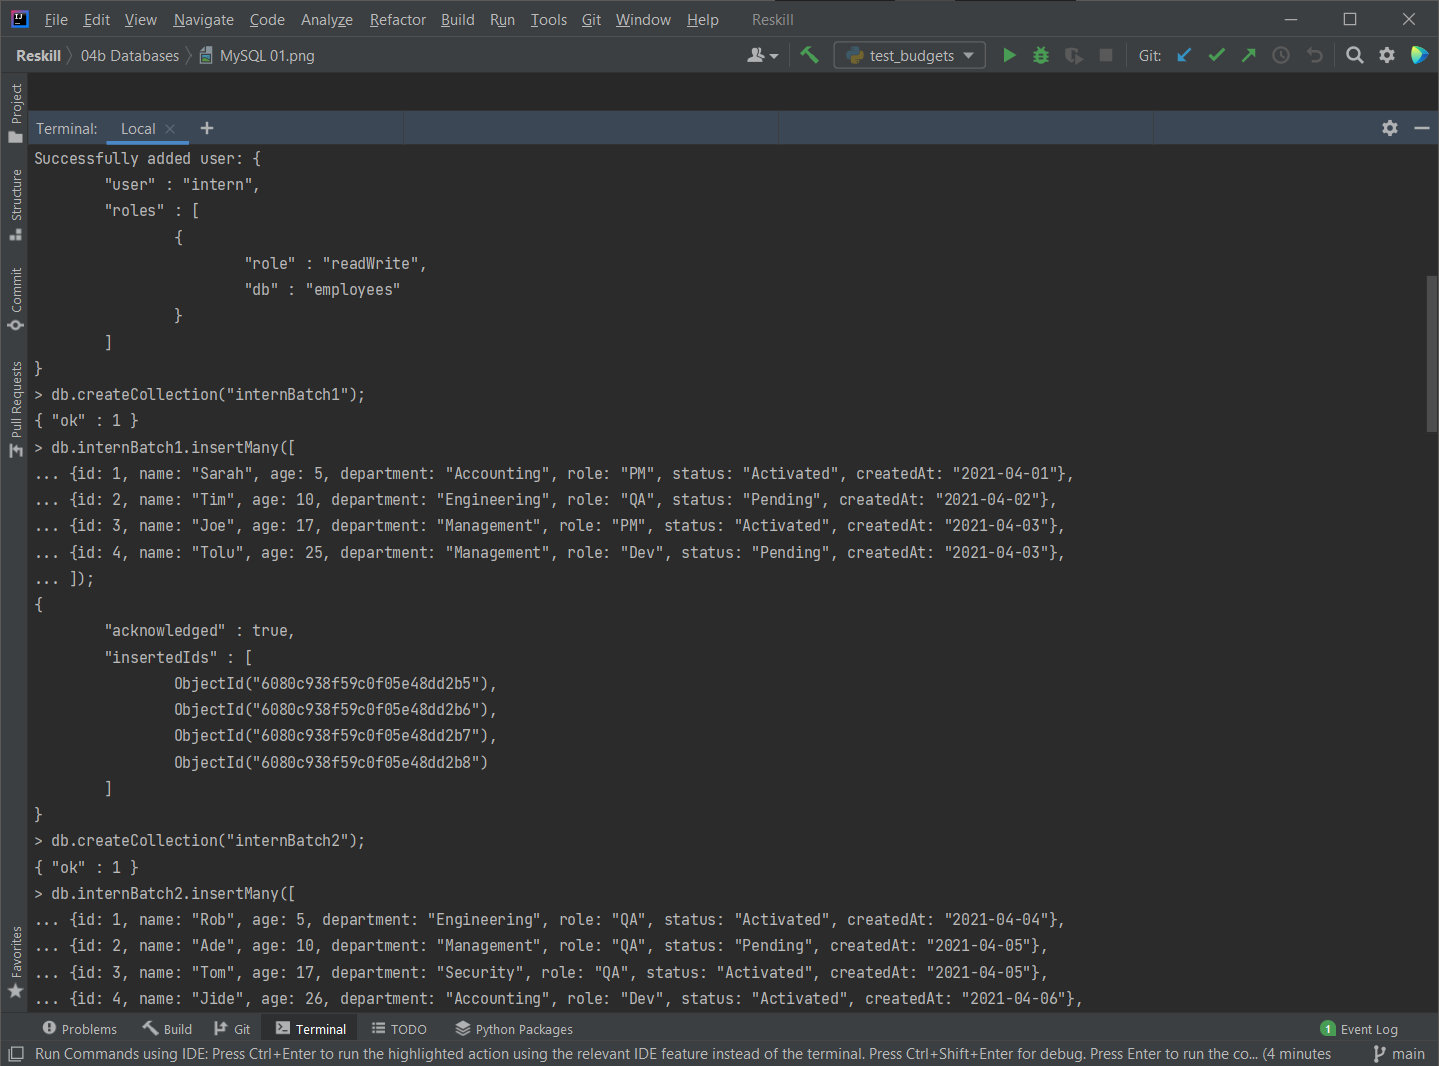 File Edit View Navigate Code Analyze Refactor Build Run Tools Git Window Help Reskill
Reskill 04b Databases MySQL 01.png test_budgets Git:
Project
Structure
Commit
Pull Requests
Favorites
Terminal: Local
Successfully added user: {
"user" : "intern",
"roles" : [
{
"role" : "readWrite",
"db" : "employees"
}
]
}
> db.createCollection("internBatch1");
{ "ok" : 1 }
> db.internBatch1.insertMany([
... {id: 1, name: "Sarah", age: 5, department: "Accounting", role: "PM", status: "Activated", createdAt: "2021-04-01"},
... {id: 2, name: "Tim", age: 10, department: "Engineering", role: "QA", status: "Pending", createdAt: "2021-04-02"},
... {id: 3, name: "Joe", age: 17, department: "Management", role: "PM", status: "Activated", createdAt: "2021-04-03"},
... {id: 4, name: "Tolu", age: 25, department: "Management", role: "Dev", status: "Pending", createdAt: "2021-04-03"},
... ]);
{
"acknowledged" : true,
"insertedIds" : [
ObjectId("6080c938f59c0f05e48dd2b5"),
ObjectId("6080c938f59c0f05e48dd2b6"),
ObjectId("6080c938f59c0f05e48dd2b7"),
ObjectId("6080c938f59c0f05e48dd2b8")
]
}
> db.createCollection("internBatch2");
{ "ok" : 1 }
> db.internBatch2.insertMany([
... {id: 1, name: "Rob", age: 5, department: "Engineering", role: "QA", status: "Activated", createdAt: "2021-04-04"},
... {id: 2, name: "Ade", age: 10, department: "Management", role: "QA", status: "Pending", createdAt: "2021-04-05"},
... {id: 3, name: "Tom", age: 17, department: "Security", role: "QA", status: "Activated", createdAt: "2021-04-05"},
... {id: 4, name: "Jide", age: 26, department: "Accounting", role: "Dev", status: "Activated", createdAt: "2021-04-06"},
Problems Build Git Terminal TODO Python Packages 1 Event Log
Run Commands using IDE: Press Ctrl+Enter to run the highlighted action using the relevant IDE feature instead of the terminal. Press Ctrl+Shift+Enter for debug. Press Enter to run the co... (4 minutes main